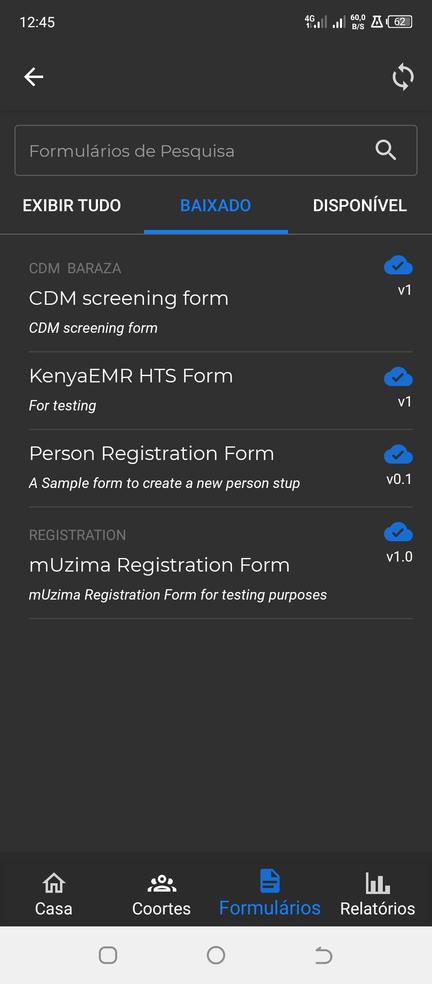 12:45
4G
60,0
B/S
62
Formulários de Pesquisa
EXIBIR TUDO
BAIXADO
DISPONÍVEL
CDM BARAZA
CDM screening form
v1
CDM screening form
KenyaEMR HTS Form
v1
For testing
Person Registration Form
v0.1
A Sample form to create a new person stup
REGISTRATION
mUzima Registration Form
v1.0
mUzima Registration Form for testing purposes
Casa
Coortes
Formulários
Relatórios